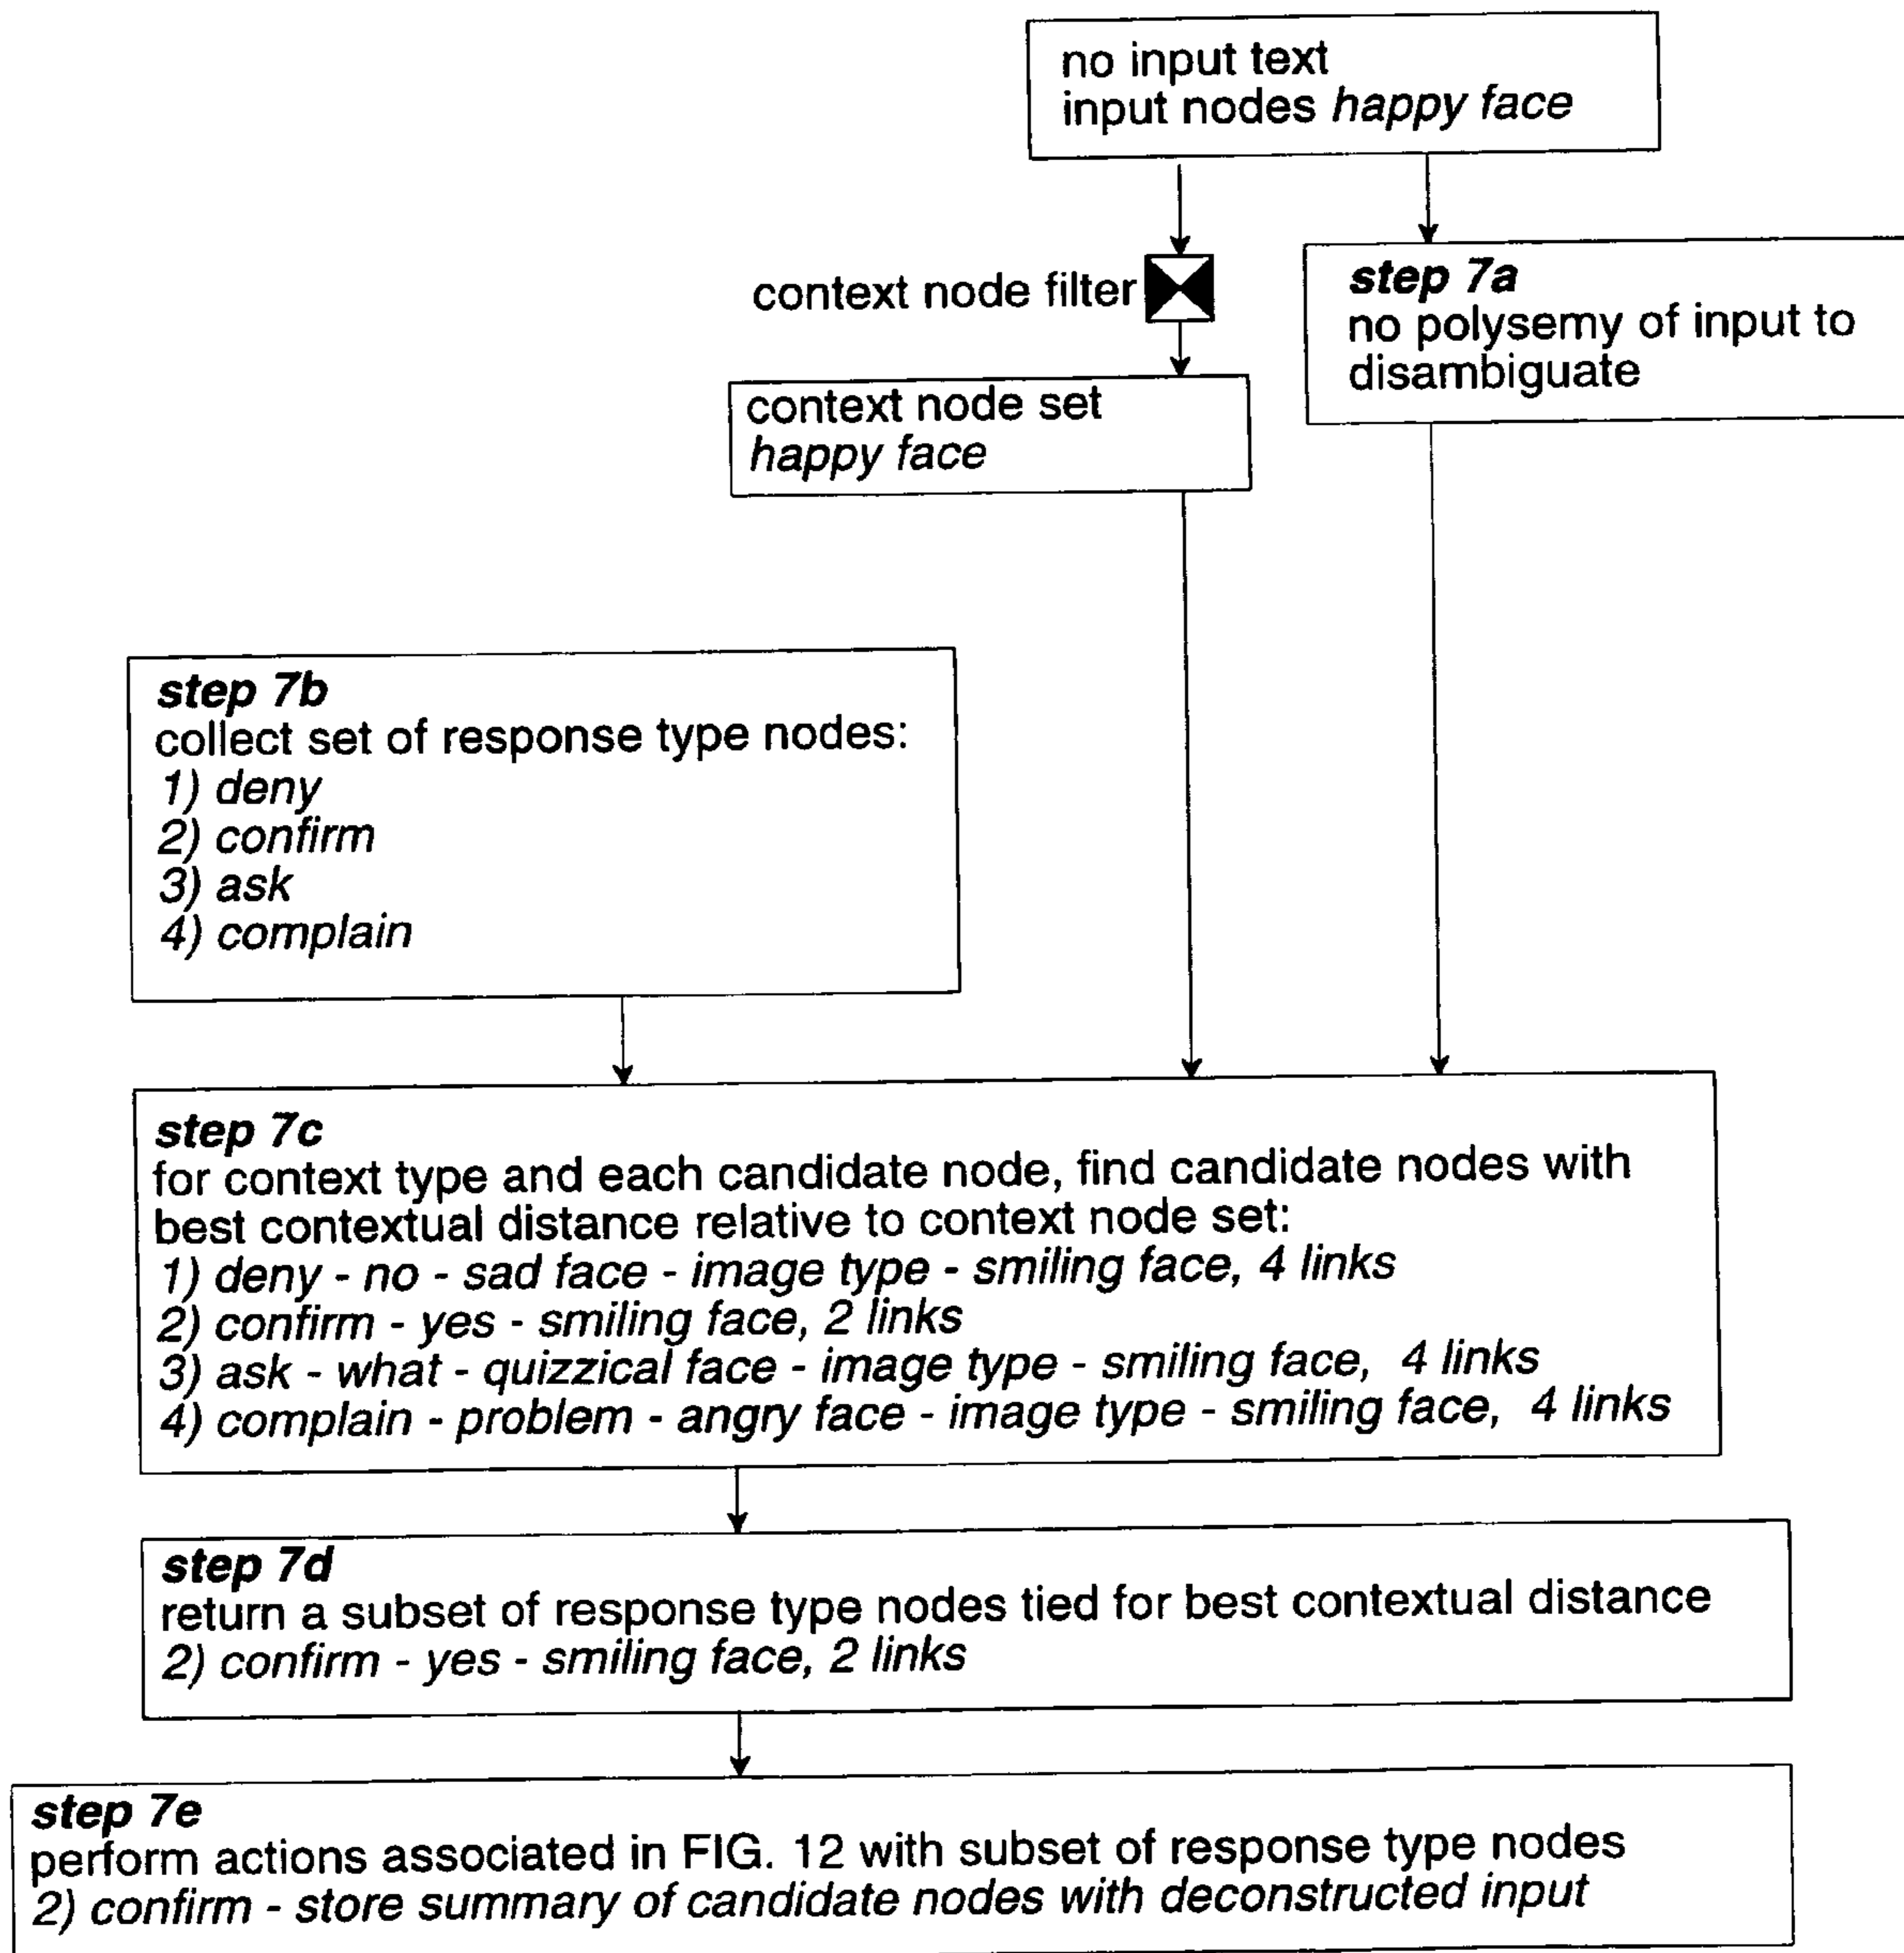 no input text
input nodes happy face
context node filter
step 7a
no polysemy of input to
disambiguate
context node set
happy face
step 7b
collect set of response type nodes:
1) deny
2) confirm
3) ask
4) complain
step 7c
for context type and each candidate node, find candidate nodes with
best contextual distance relative to context node set:
1) deny - no - sad face - image type - smiling face, 4 links
2) confirm - yes - smiling face, 2 links
3) ask - what - quizzical face - image type - smiling face, 4 links
4) complain - problem - angry face - image type - smiling face, 4 links
step 7d
return a subset of response type nodes tied for best contextual distance
2) confirm - yes - smiling face, 2 links
step 7e
perform actions associated in FIG. 12 with subset of response type nodes
2) confirm - store summary of candidate nodes with deconstructed input